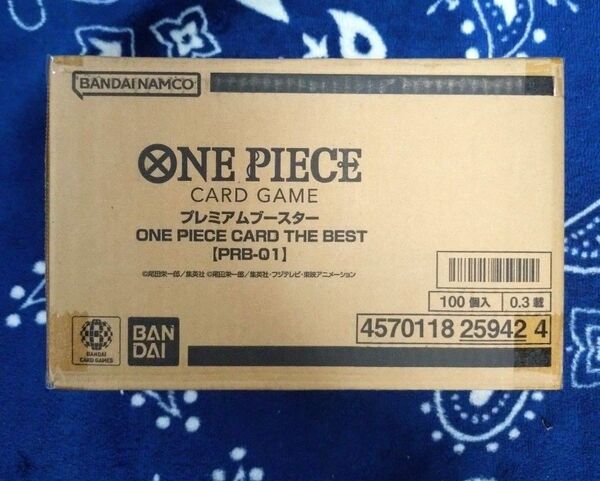 BANDAI NAMCO
ONE PIECE
CARD GAME
プレミアムブースター
ONE PIECE CARD THE BEST
【PRB-01】
©尾田栄一郎/集英社 ©尾田栄一郎/集英社・フジテレビ・東映アニメーション
100個入 0.3載
4570118 25942 4
BANDAI
CARD GAMES
BAN
DAI